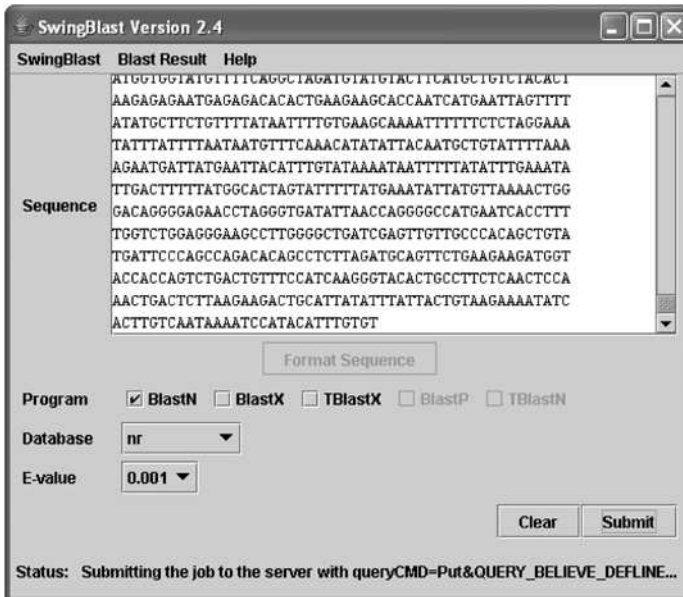 SwingBlast Version 2.4
SwingBlast Blast Result Help
ATGGTGGTATGTTTTCAGGCTAGATGTATGTACTTCATGCTGTCTACACT
AAGAGAGAATGAGAGACACACTGAAGAAGCACCAATCATGAATTAGTTTT
ATATGCTTCTGTTTTATAATTTTGTGAAGCAAAATTTTTTCTCTAGGAAA
TATTTATTTTAATAATGTTTCAAACATATATTACAATGCTGTATTTTAAA
AGAATGATTATGAATTACATTTGTATAAAATAATTTTTATATTTGAAATA
TTGACTTTTTATGGCACTAGTATTTTTATGAAATATTATGTTAAAACTGG
Sequence
GACAGGGGAGAACCTAGGGTGATATTAACCAGGGGCCATGAATCACCTTT
TGGTCTGGAGGGAAGCCTTGGGGCTGATCGAGTTGTTGCCCACAGCTGTA
TGATTCCCAGCCAGACACAGCCTCTTAGATGCAGTTCTGAAGAAGATGGT
ACCACCAGTCTGACTGTTTCCATCAAGGGTACACTGCCTTCTCAACTCCA
AACTGACTCTTAAGAAGACTGCATTATATTTATTACTGTAAGAAAATATC
ACTTGTCAATAAAATCCATACATTTGTGT
Format Sequence
Program BlastN BlastX TBlastX BlastP TBlastN
Database nr
E-value 0.001
Clear Submit
Status: Submitting the job to the server with queryCMD=Put&QUERY_BELIEVE_DEFLINE...